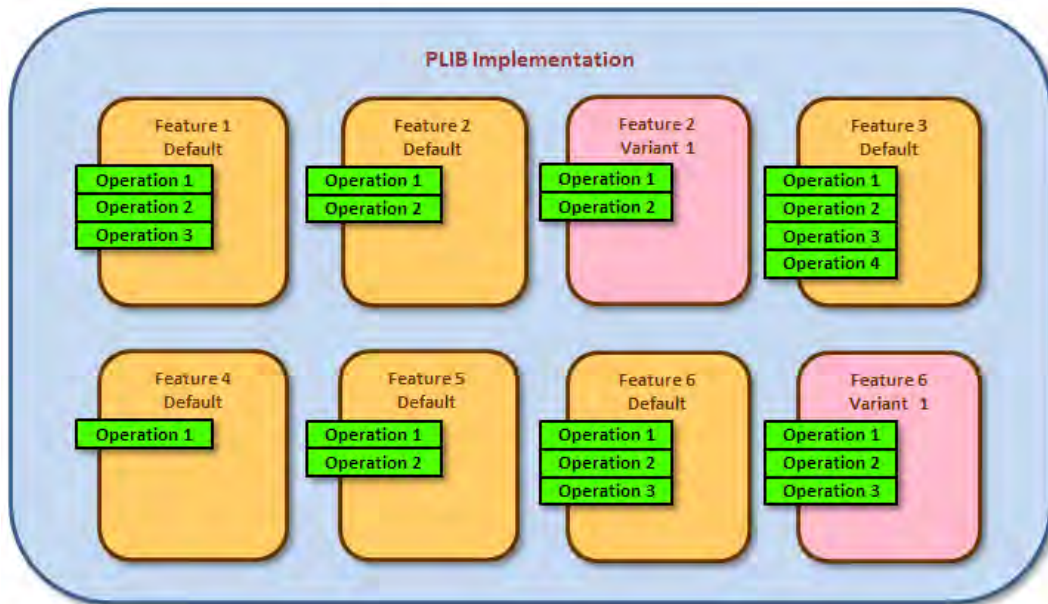 PLIB Implementation
Feature 1
Default
Operation 1
Operation 2
Operation 3
Feature 2
Default
Operation 1
Operation 2
Feature 2
Variant 1
Operation 1
Operation 2
Feature 3
Default
Operation 1
Operation 2
Operation 3
Operation 4
Feature 4
Default
Operation 1
Feature 5
Default
Operation 1
Operation 2
Feature 6
Default
Operation 1
Operation 2
Operation 3
Feature 6
Variant 1
Operation 1
Operation 2
Operation 3